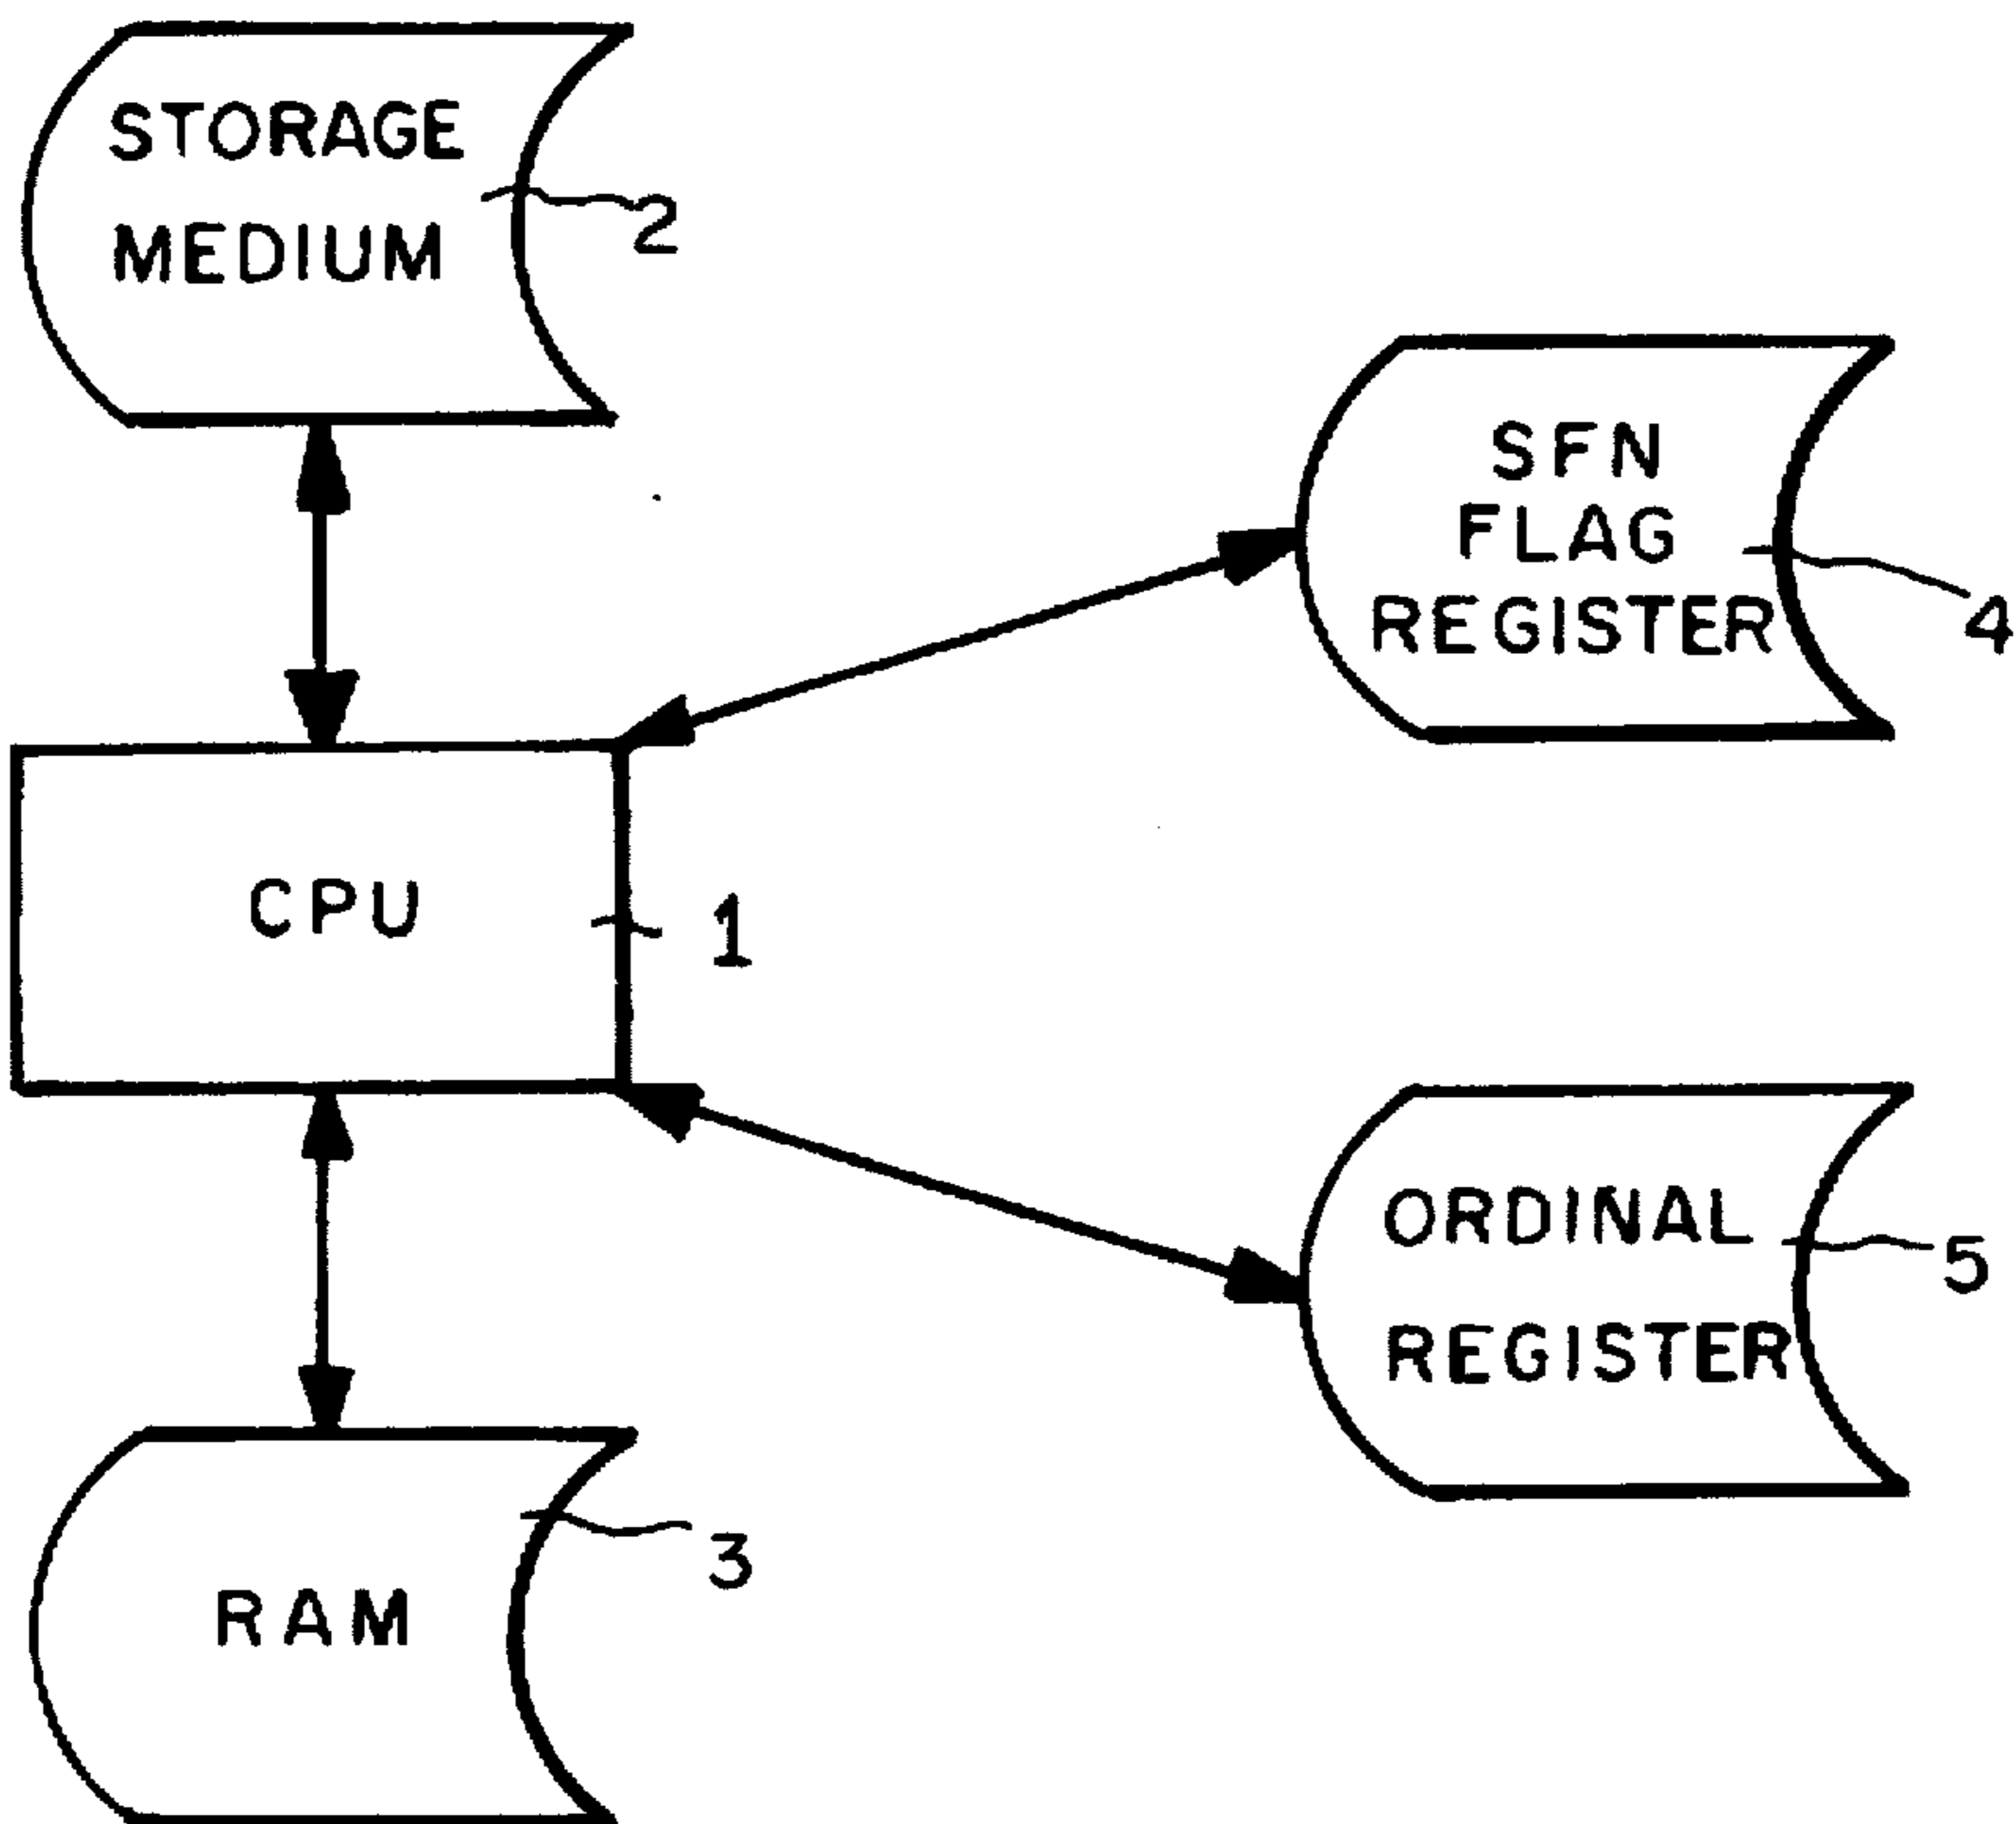 STORAGE
MEDIUM
2
SFN
FLAG
REGISTER
4
CPU
1
ORDINAL
REGISTER
5
RAM
3